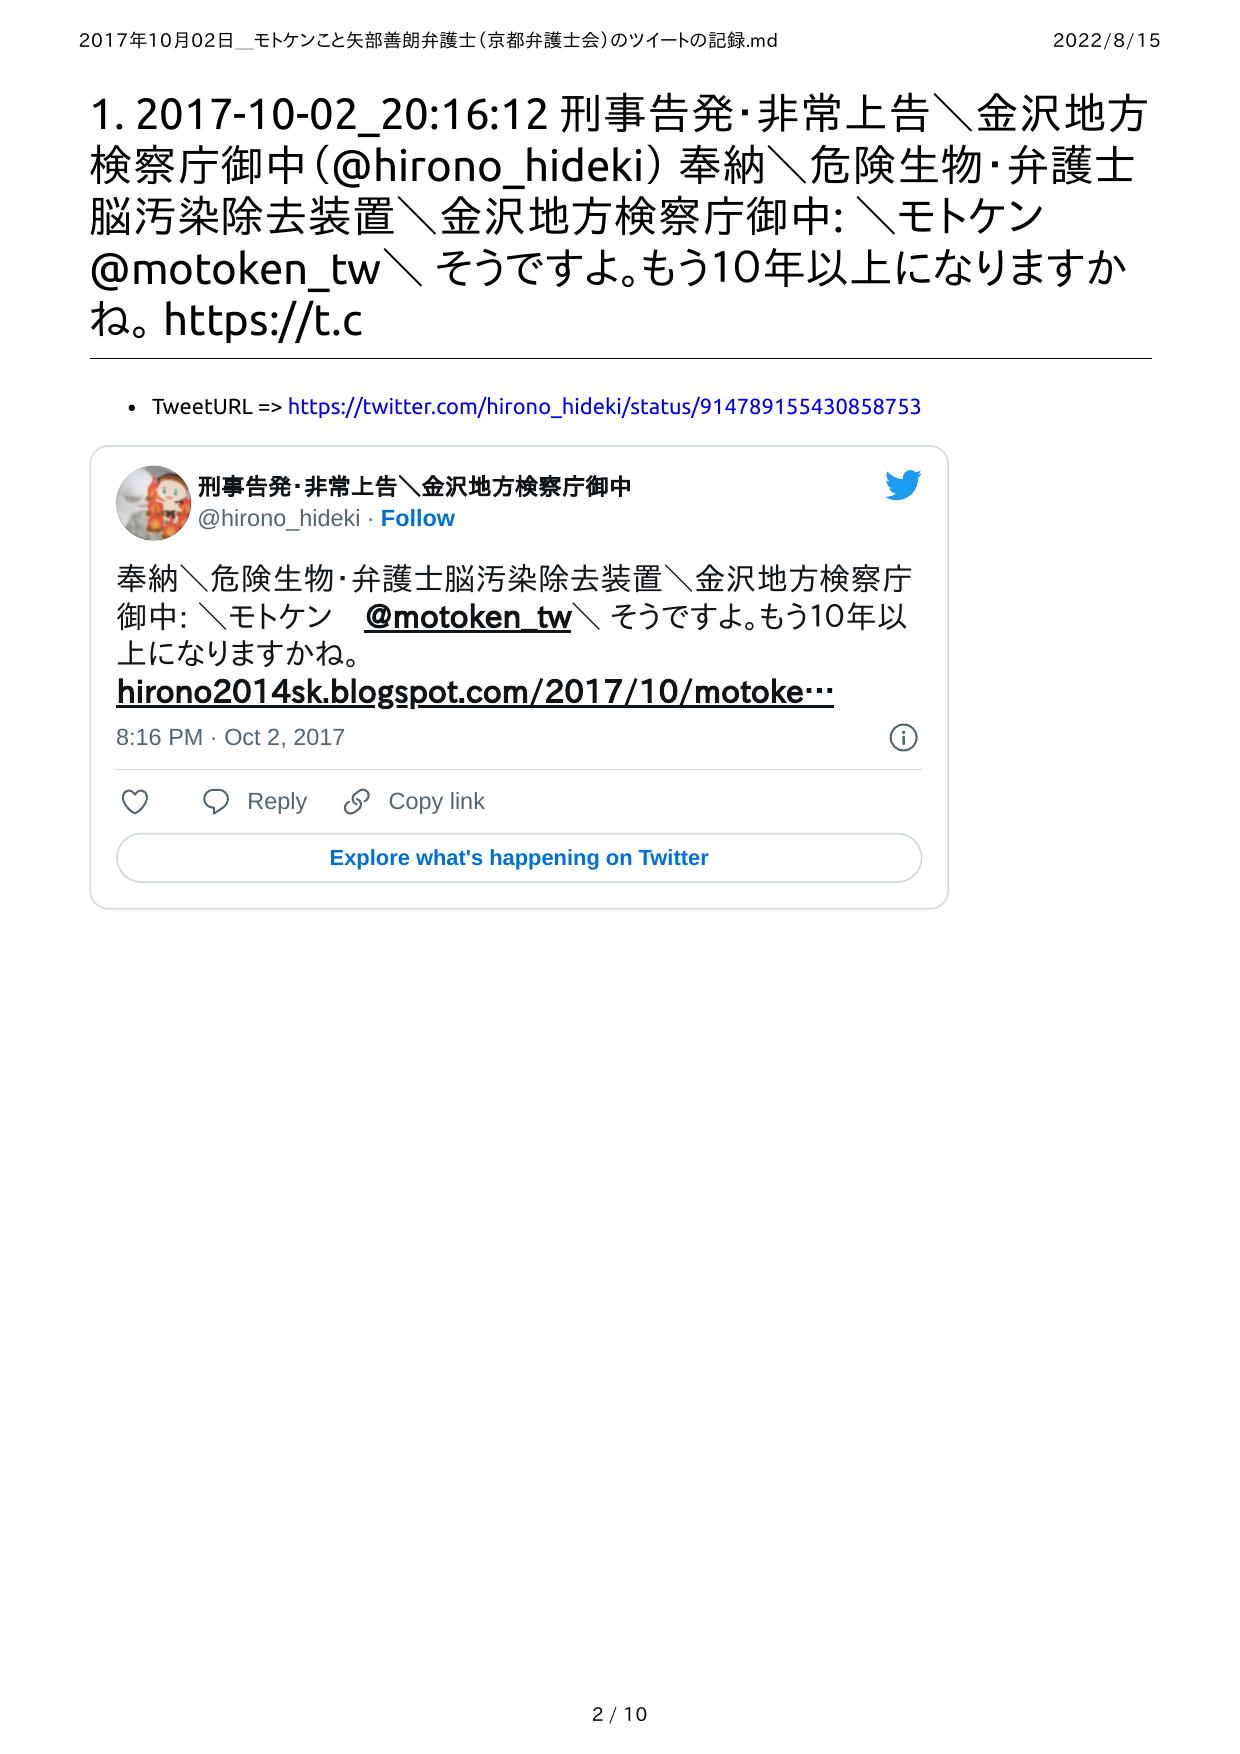 2017年10月02日__モトケンこと矢部善朗弁護士(京都弁護士会)のツイートの記録.md 2022/8/15
1. 2017-10-02_20:16:12 刑事告発・非常上告＼金沢地方
検察庁御中(@hirono_hideki) 奉納＼危険生物・弁護士
脳汚染除去装置＼金沢地方検察庁御中: ＼モトケン
@motoken_tw＼ そうですよ。もう10年以上になりますか
ね。 https://t.c
• TweetURL => https://twitter.com/hirono_hideki/status/914789155430858753
刑事告発・非常上告＼金沢地方検察庁御中
@hirono_hideki · Follow
奉納＼危険生物・弁護士脳汚染除去装置＼金沢地方検察庁
御中: ＼モトケン　@motoken_tw＼ そうですよ。もう10年以
上になりますかね。
hirono2014sk.blogspot.com/2017/10/motoke…
8:16 PM · Oct 2, 2017
Reply Copy link
Explore what's happening on Twitter
2 / 10